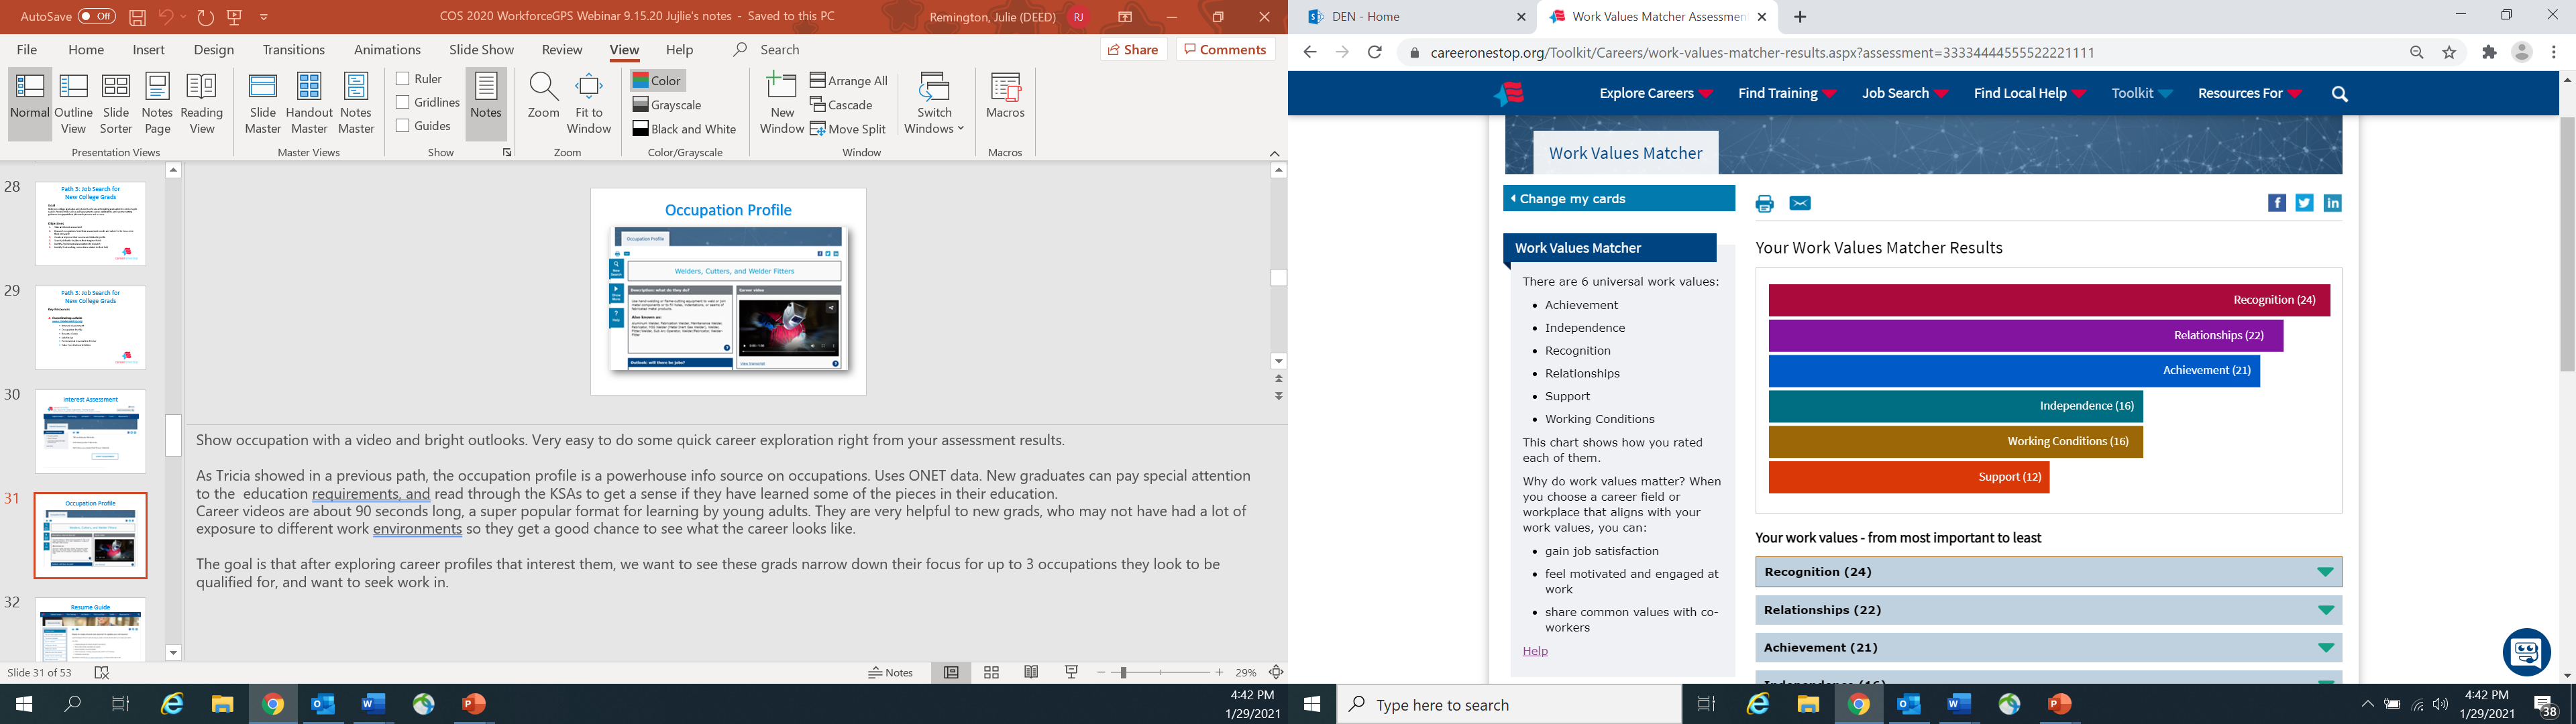 AutoSave Off
COS 2020 WorkforceGPS Webinar 9.15.20 Jujlie's notes - Saved to this PC
Remington, Julie (DEED) RJ
File Home Insert Design Transitions Animations Slide Show Review View Help Search Share Comments
Normal
Outline View
Slide Sorter
Notes Page
Reading View
Presentation Views
Slide Master
Handout Master
Notes Master
Master Views
Ruler
Gridlines
Guides
Notes
Show
Zoom
Fit to Window
Zoom
Color
Grayscale
Black and White
Color/Grayscale
New Window
Arrange All
Cascade
Move Split
Switch Windows
Window
Macros
Macros
28
Path 3: Job Search for
New College Grads
29
Path 3: Job Search for
New College Grads
30
Interest Assessment
31
Occupation Profile
32
Resume Guide
Occupation Profile
Occupation Profile
Welders, Cutters, and Welder Fitters
Description: what do they do?
Career video
Also known as:
Outlook: will there be jobs?
Show occupation with a video and bright outlooks. Very easy to do some quick career exploration right from your assessment results.
As Tricia showed in a previous path, the occupation profile is a powerhouse info source on occupations. Uses ONET data. New graduates can pay special attention
to the education requirements, and read through the KSAs to get a sense if they have learned some of the pieces in their education.
Career videos are about 90 seconds long, a super popular format for learning by young adults. They are very helpful to new grads, who may not have had a lot of
exposure to different work environments so they get a good chance to see what the career looks like.
The goal is that after exploring career profiles that interest them, we want to see these grads narrow down their focus for up to 3 occupations they look to be
qualified for, and want to seek work in.
Slide 31 of 53
Notes
29%
4:42 PM
1/29/2021
DEN - Home
Work Values Matcher Assessmen
careeronestop.org/Toolkit/Careers/work-values-matcher-results.aspx?assessment=33334444555522221111
Explore Careers Find Training Job Search Find Local Help Toolkit Resources For
Work Values Matcher
Change my cards
Work Values Matcher
There are 6 universal work values:
• Achievement
• Independence
• Recognition
• Relationships
• Support
• Working Conditions
This chart shows how you rated
each of them.
Why do work values matter? When
you choose a career field or
workplace that aligns with your
work values, you can:
• gain job satisfaction
• feel motivated and engaged at
work
• share common values with co-
workers
Help
Your Work Values Matcher Results
Recognition (24)
Relationships (22)
Achievement (21)
Independence (16)
Working Conditions (16)
Support (12)
Your work values - from most important to least
Recognition (24)
Relationships (22)
Achievement (21)
Independence (16)
Type here to search
4:42 PM
1/29/2021
38